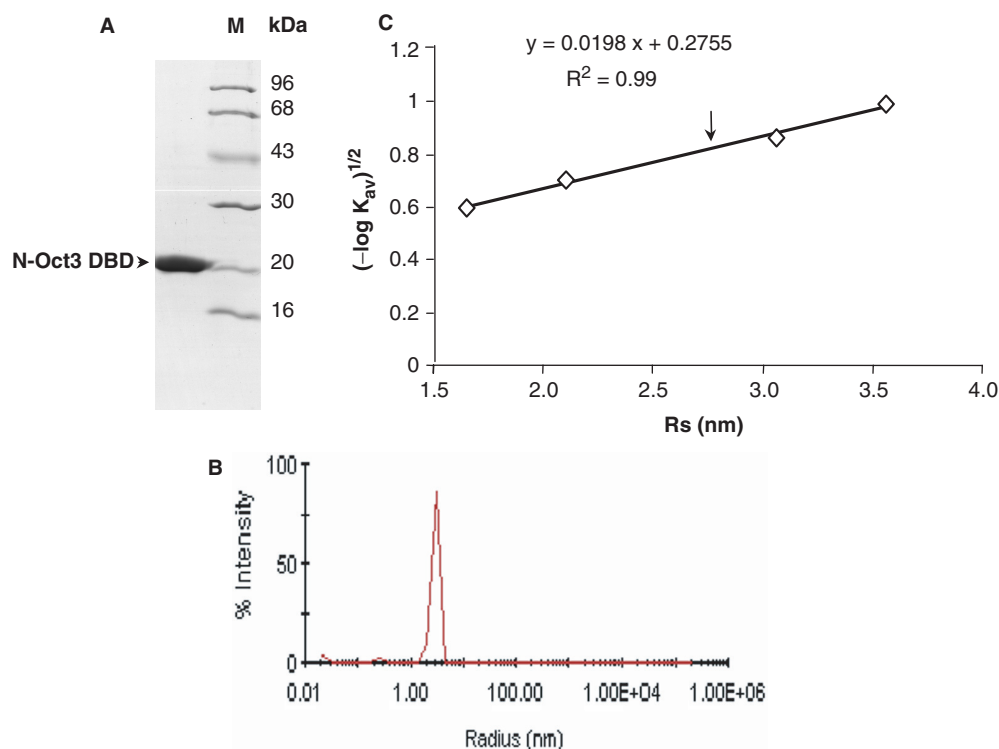 A
M
kDa
96
68
43
30
20
16
N-Oct3 DBD
C
y = 0.0198 x + 0.2755
R² = 0.99
(–log Kav)1/2
1.2
1
0.8
0.6
0.4
0.2
0
1.5
2.0
2.5
3.0
3.5
4.0
Rs (nm)
B
% Intensity
100
50
0
0.01
1.00
100.00
1.00E+04
1.00E+06
Radius (nm)